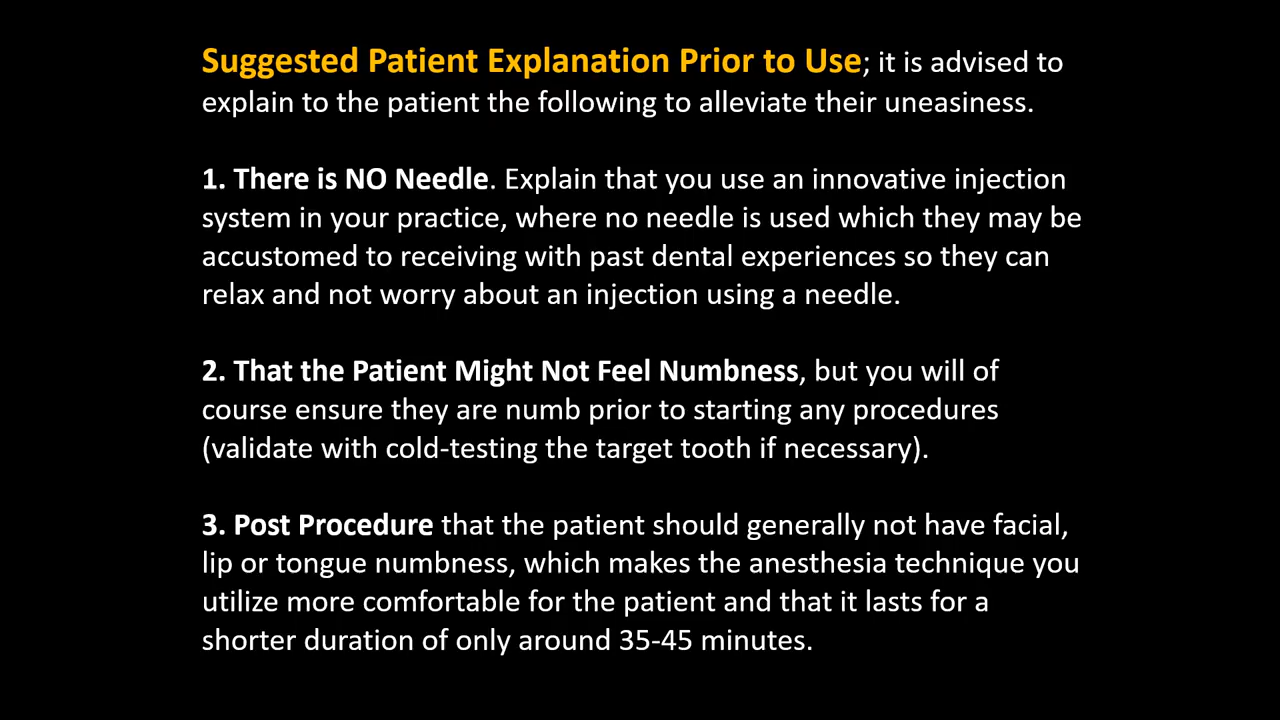 Suggested Patient Explanation Prior to Use; it is advised to
explain to the patient the following to alleviate their uneasiness.
1. There is NO Needle. Explain that you use an innovative injection
system in your practice, where no needle is used which they may be
accustomed to receiving with past dental experiences so they can
relax and not worry about an injection using a needle.
2. That the Patient Might Not Feel Numbness, but you will of
course ensure they are numb prior to starting any procedures
(validate with cold-testing the target tooth if necessary).
3. Post Procedure that the patient should generally not have facial,
lip or tongue numbness, which makes the anesthesia technique you
utilize more comfortable for the patient and that it lasts for a
shorter duration of only around 35-45 minutes.